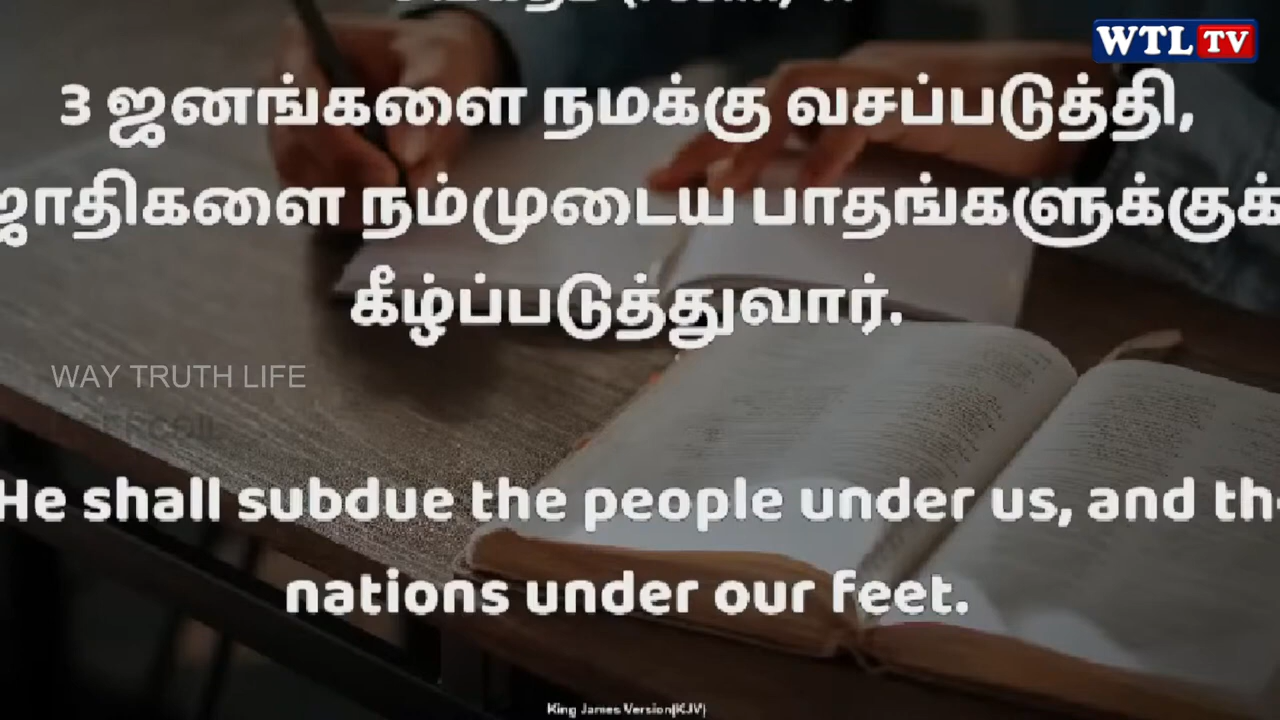 WTL TV
3 ஜனங்களை நமக்கு வசப்படுத்தி,
ஜாதிகளை நம்முடைய பாதங்களுக்குக்
கீழ்ப்படுத்துவார்.
WAY TRUTH LIFE
He shall subdue the people under us, and the
nations under our feet.
King James Version(KJV)